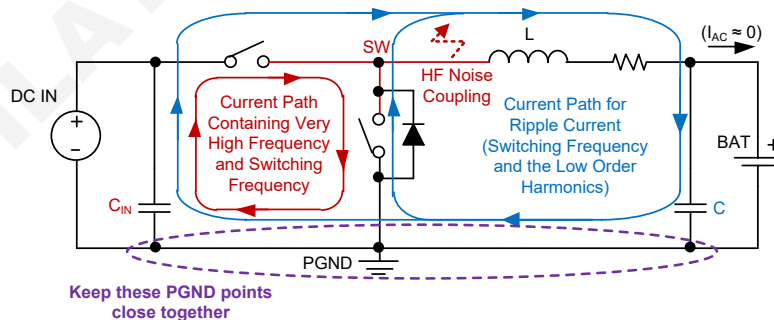 (I_AC ≈ 0)
SW
L
HF Noise
Coupling
DC IN
+
−
Current Path
Containing Very
High Frequency
and Switching
Frequency
Current Path for
Ripple Current
(Switching Frequency
and the Low Order
Harmonics)
BAT
+
C_IN
C
PGND
Keep these PGND points
close together